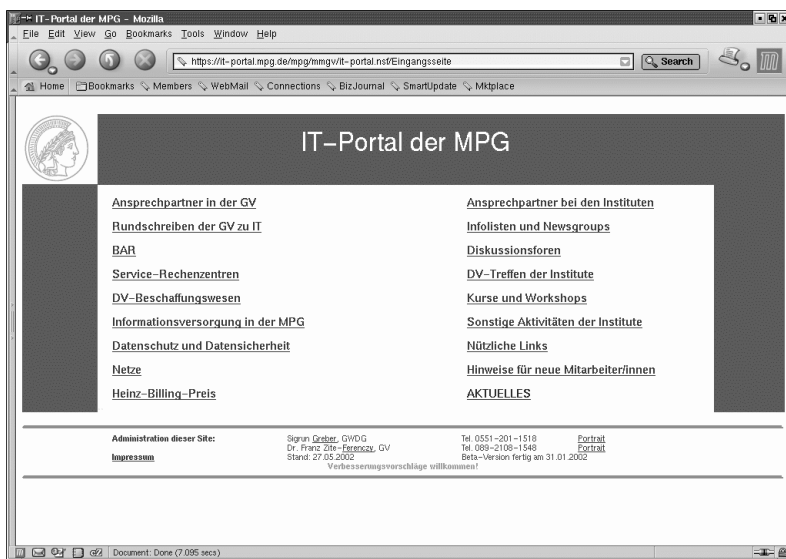 IT-Portal der MPG - Mozilla
File Edit View Go Bookmarks Tools Window Help
https://it-portal.mpg.de/mpg/mmgv/it-portal.nsf/Eingangsseite Search
Home Bookmarks Members WebMail Connections BizJournal SmartUpdate Mktplace
IT-Portal der MPG
Ansprechpartner in der GV Ansprechpartner bei den Instituten
Rundschreiben der GV zu IT Infolisten und Newsgroups
BAR Diskussionsforen
Service-Rechenzentren DV-Treffen der Institute
DV-Beschaffungswesen Kurse und Workshops
Informationsversorgung in der MPG Sonstige Aktivitäten der Institute
Datenschutz und Datensicherheit Nützliche Links
Netze Hinweise für neue Mitarbeiter/innen
Heinz-Billing-Preis AKTUELLES
Administration dieser Site: Sigrun Greber, GWDG Tel. 0551-201-1518 Portrait
Dr. Franz Zite-Ferenczy, GV Tel. 089-2108-1548 Portrait
Impressum Stand: 27.05.2002 Beta-Version fertig am 31.01.2002
Verbesserungsvorschläge willkommen!
Document: Done (7.095 secs)